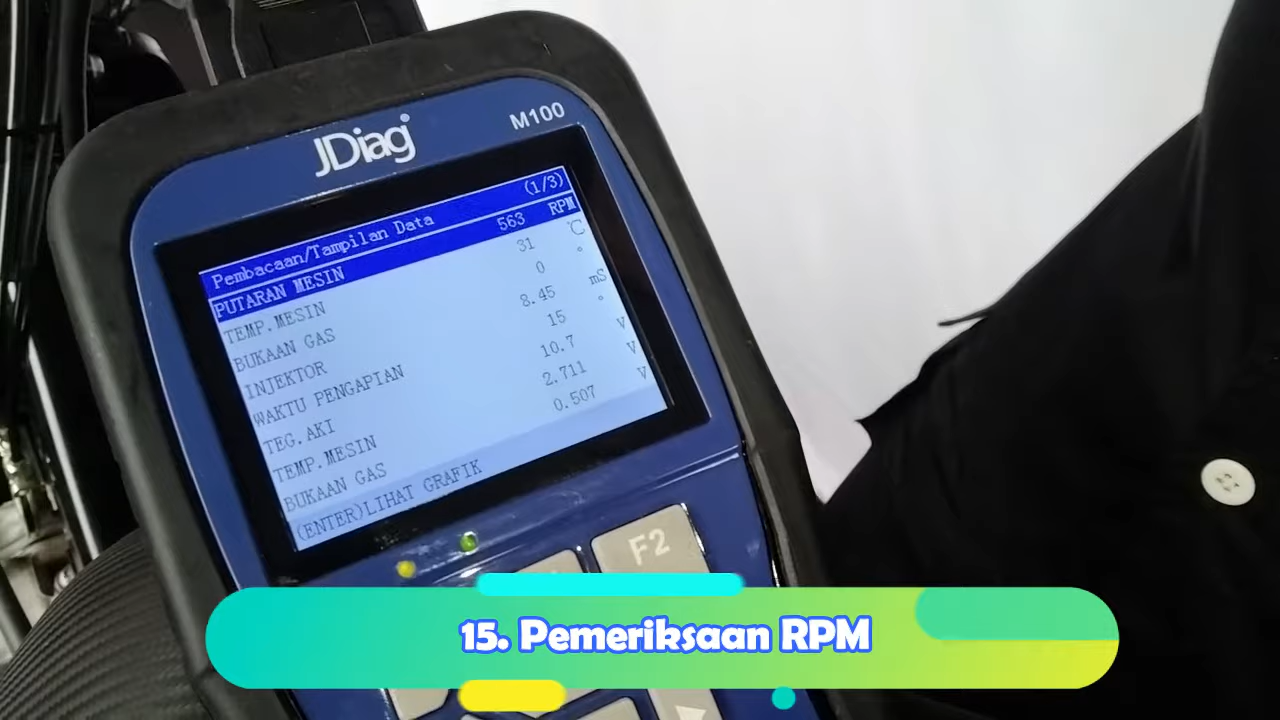 JDiag
M100
Pembacaan/Tampilan Data (1/3)
PUTARAN MESIN 563 RPM
TEMP.MESIN 31 °C
BUKAAN GAS 0 °
INJEKTOR 8.45 mS
WAKTU PENGAPIAN 15 °
TEG.AKI 10.7 V
TEMP.MESIN 2.711 V
BUKAAN GAS 0.507 V
(ENTER)LIHAT GRAFIK
F2
15. Pemeriksaan RPM